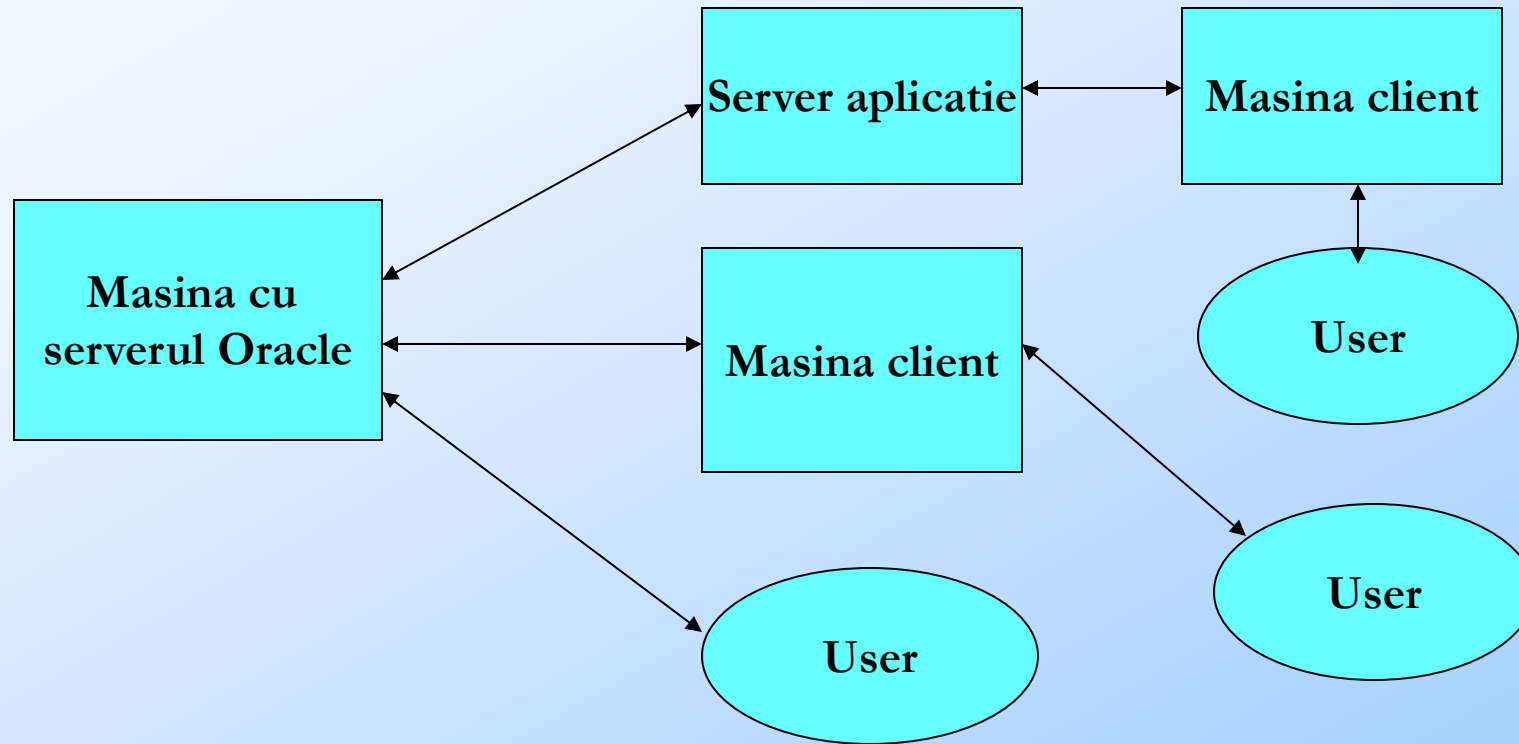 Server aplicatie
Masina client
Masina cu
serverul Oracle
Masina client
User
User
User